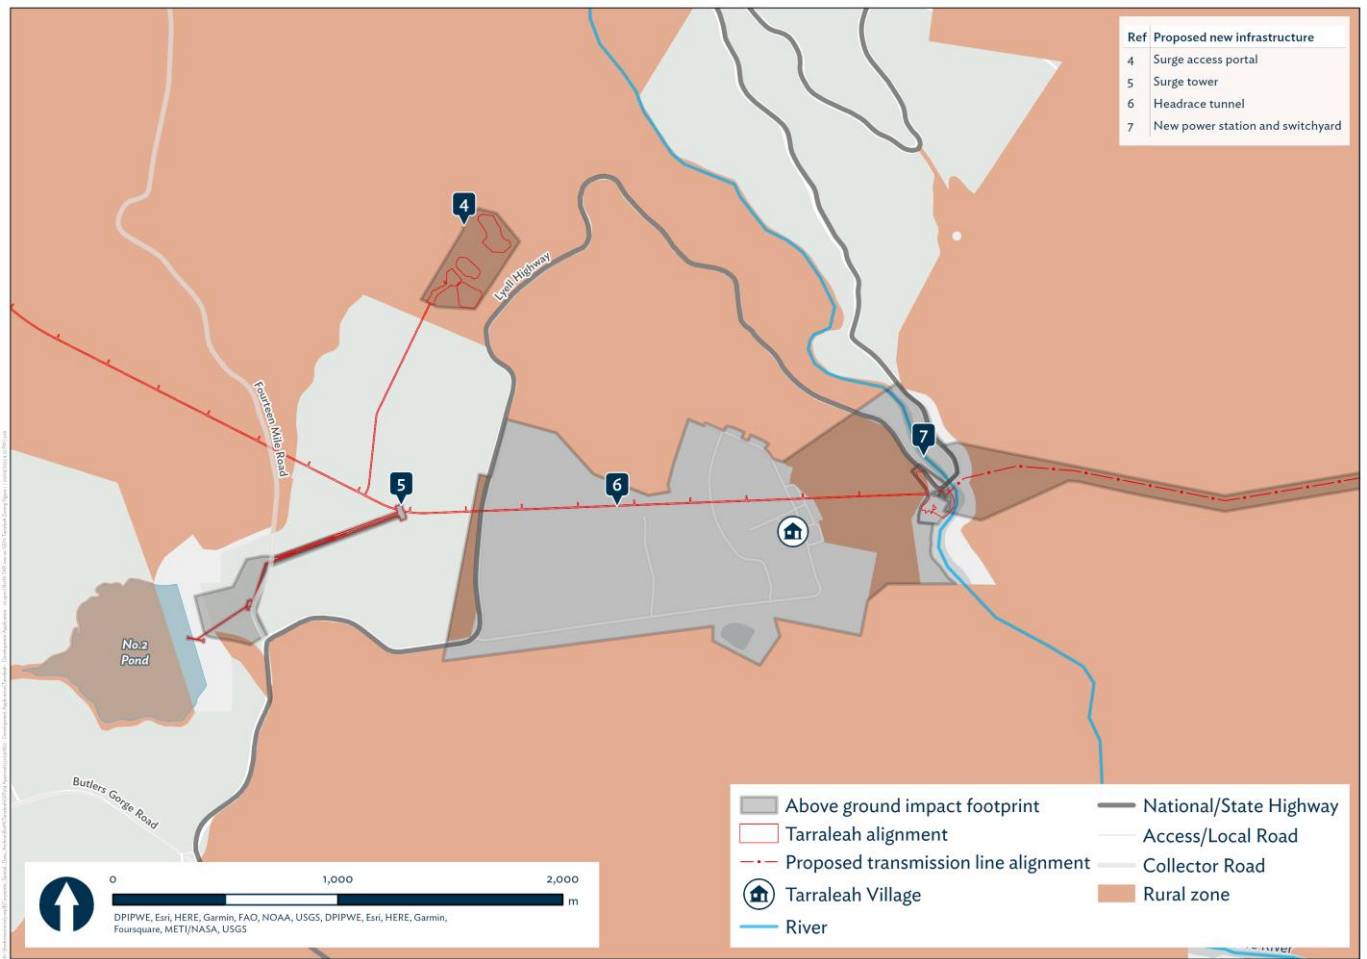 Ref Proposed new infrastructure
4 Surge access portal
5 Surge tower
6 Headrace tunnel
7 New power station and switchyard
4
Lyell Highway
Fourteen Mile Road
7
5
6
No.2
Pond
Butlers Gorge Road
0 1,000 2,000
m
DPIPWE, Esri, HERE, Garmin, FAO, NOAA, USGS, DPIPWE, Esri, HERE, Garmin,
Foursquare, METI/NASA, USGS
Above ground impact footprint
Tarraleah alignment
Proposed transmission line alignment
Tarraleah Village
River
National/State Highway
Access/Local Road
Collector Road
Rural zone
River